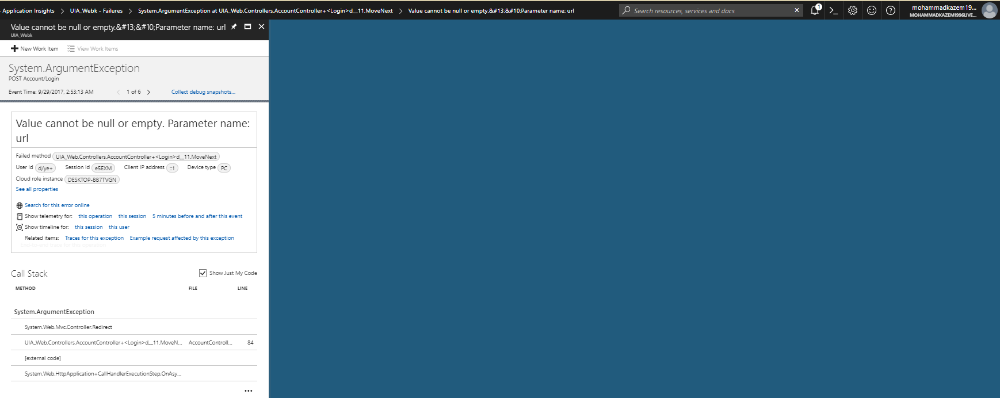 Application Insights > UIA_Webk - Failures > System.ArgumentException at UIA_Web.Controllers.AccountController+<Login>d__11.MoveNext > Value cannot be null or empty.&#13;&#10;Parameter name: url
Search resources, services and docs
1
mohammadkazem19...
MOHAMMADKAZEM1996LIVE...
Value cannot be null or empty.&#13;&#10;Parameter name: url
UIA_Webk
New Work Item View Work Items
System.ArgumentException
POST Account/Login
Event Time: 9/29/2017, 2:53:13 AM < 1 of 6 > Collect debug snapshots...
Value cannot be null or empty. Parameter name:
url
Failed method UIA_Web.Controllers.AccountController+<Login>d__11.MoveNext
User Id d/ye+ Session id e5EXM Client IP address ::1 Device type PC
Cloud role instance DESKTOP-BB7TVGN
See all properties
Search for this error online
Show telemetry for: this operation this session 5 minutes before and after this event
Show timeline for: this session this user
Related items: Traces for this exception Example request affected by this exception
Call Stack Show Just My Code
METHOD FILE LINE
System.ArgumentException
System.Web.Mvc.Controller.Redirect
UIA_Web.Controllers.AccountController+<Login>d__11.MoveN... AccountControll... 84
[external code]
System.Web.HttpApplication+CallHandlerExecutionStep.OnAsy...
...